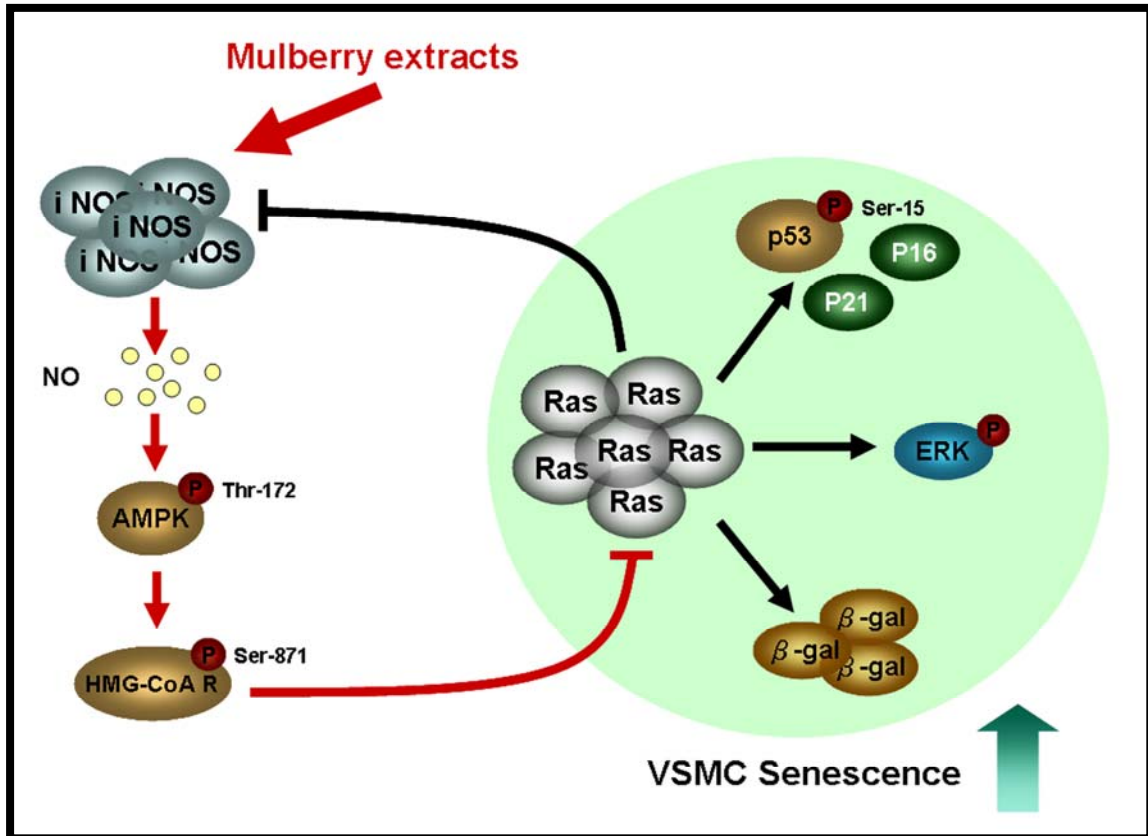 Mulberry extracts
i NOS
i NOS
i NOS
i NOS
i NOS
NO
P
Thr-172
AMPK
P
Ser-871
HMG-CoA R
Ras
Ras
Ras
Ras
Ras
Ras
P
Ser-15
p53
P16
P21
P
ERK
β-gal
β-gal
β-gal
VSMC Senescence